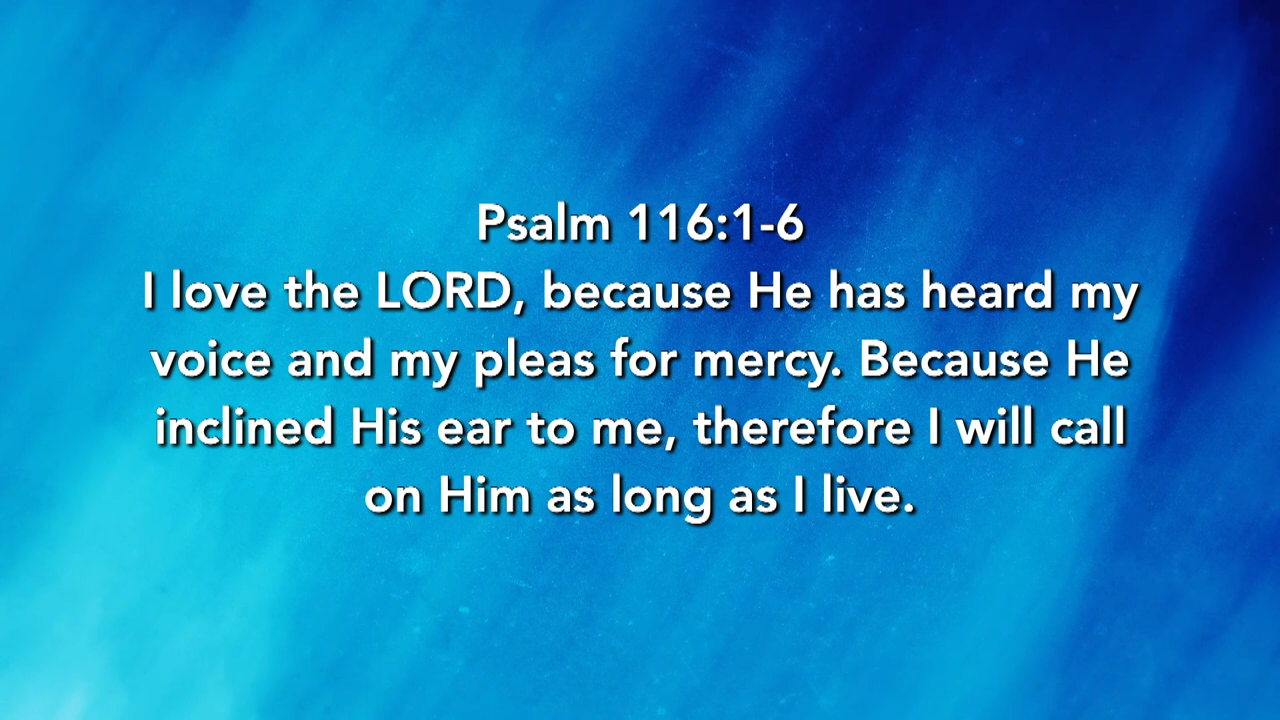 Psalm 116:1-6
I love the LORD, because He has heard my
voice and my pleas for mercy. Because He
inclined His ear to me, therefore I will call
on Him as long as I live.